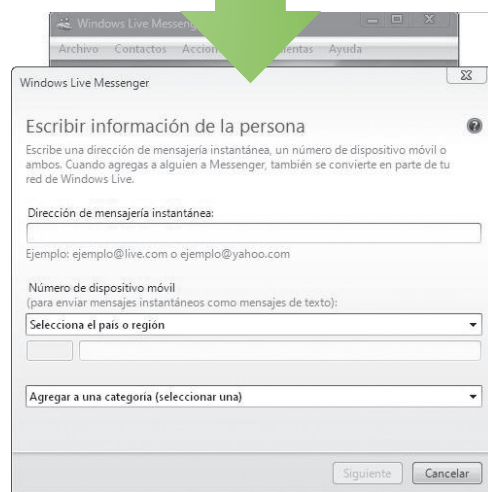 Windows Live Messenger
Archivo Contactos Ayuda
Windows Live Messenger
Escribir información de la persona
Escribe una dirección de mensajería instantánea, un número de dispositivo móvil o
ambos. Cuando agregas a alguien a Messenger, también se convierte en parte de tu
red de Windows Live.
Dirección de mensajería instantánea:
Ejemplo: ejemplo@live.com o ejemplo@yahoo.com
Número de dispositivo móvil
(para enviar mensajes instantáneos como mensajes de texto):
Selecciona el país o región
Agregar a una categoría (seleccionar una)
Siguiente Cancelar